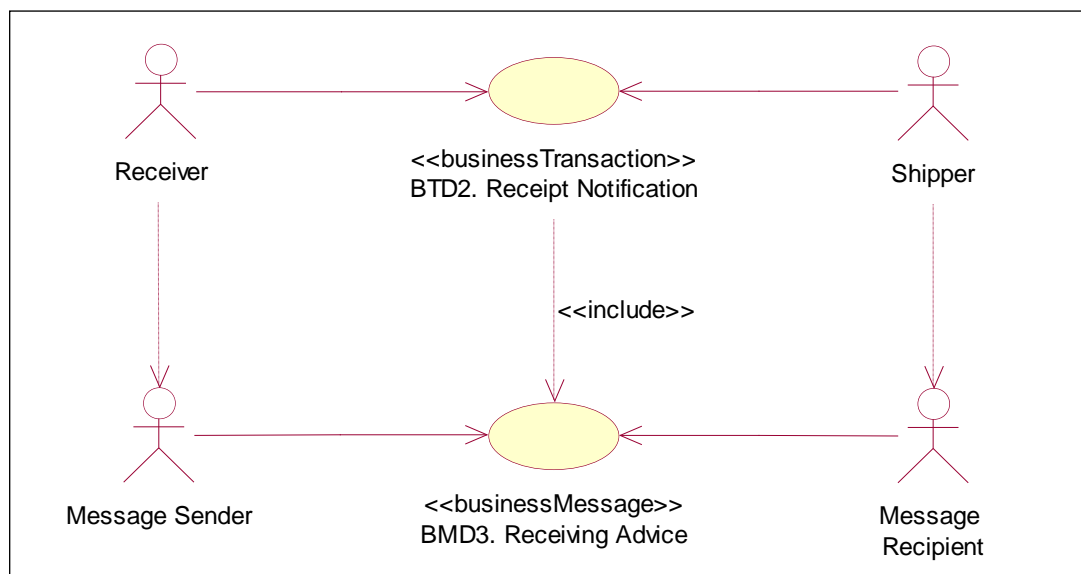 Receiver
<<businessTransaction>>
BTD2. Receipt Notification
Shipper
<<include>>
Message Sender
<<businessMessage>>
BMD3. Receiving Advice
Message
Recipient